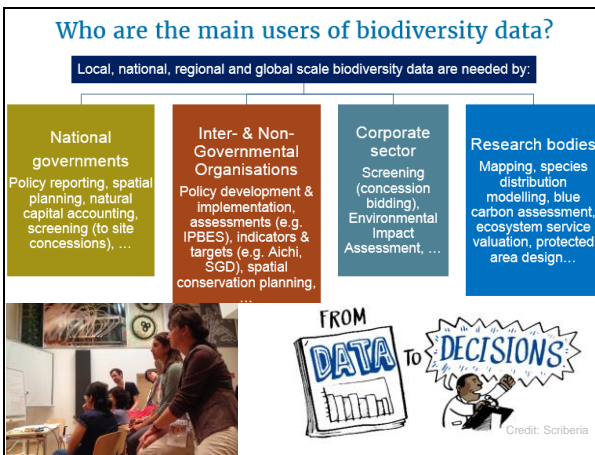 Who are the main users of biodiversity data?
Local, national, regional and global scale biodiversity data are needed by:
National
governments
Policy reporting, spatial
planning, natural
capital accounting,
screening (to site
concessions), ...
Inter- & Non-
Governmental
Organisations
Policy development &
implementation,
assessments (e.g.
IPBES), indicators &
targets (e.g. Aichi,
SGD), spatial
conservation planning,
...
Corporate
sector
Screening
(concession
bidding),
Environmental
Impact
Assessment, ...
Research bodies
Mapping, species
distribution
modelling, blue
carbon assessment,
ecosystem service
valuation, protected
area design...
FROM
DATA
TO
DECISIONS
Credit: Scriberia